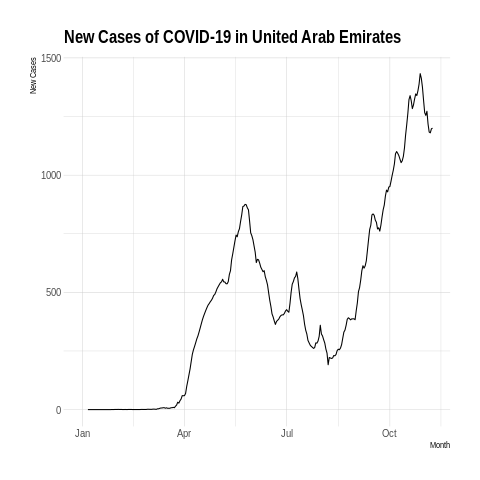 New Cases of COVID-19 in United Arab Emirates
New Cases
1500
1000
500
0
Jan Apr Jul Oct
Month